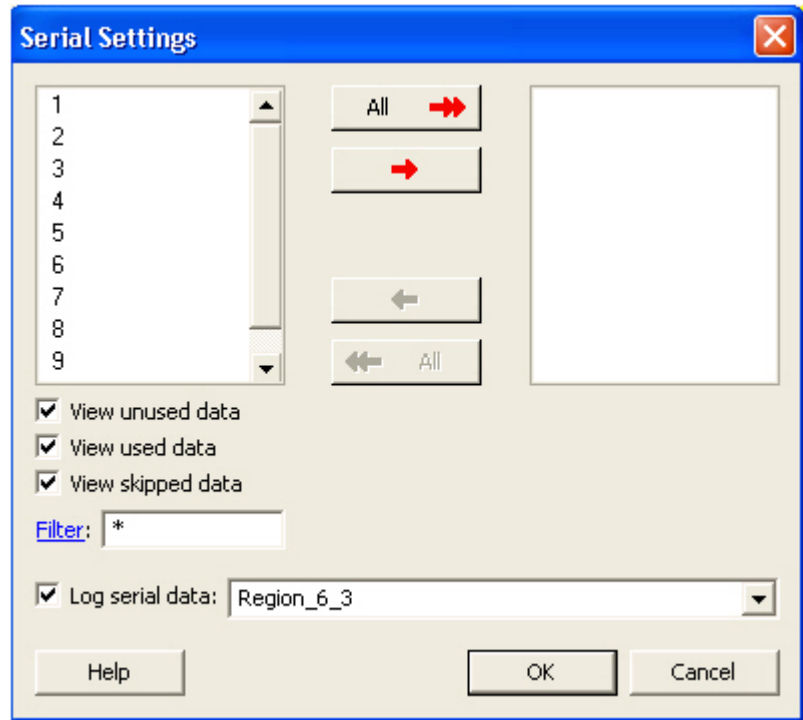 Serial Settings
1
2
3
4
5
6
7
8
9
All
All
View unused data
View used data
View skipped data
Filter: *
Log serial data: Region_6_3
Help
OK
Cancel